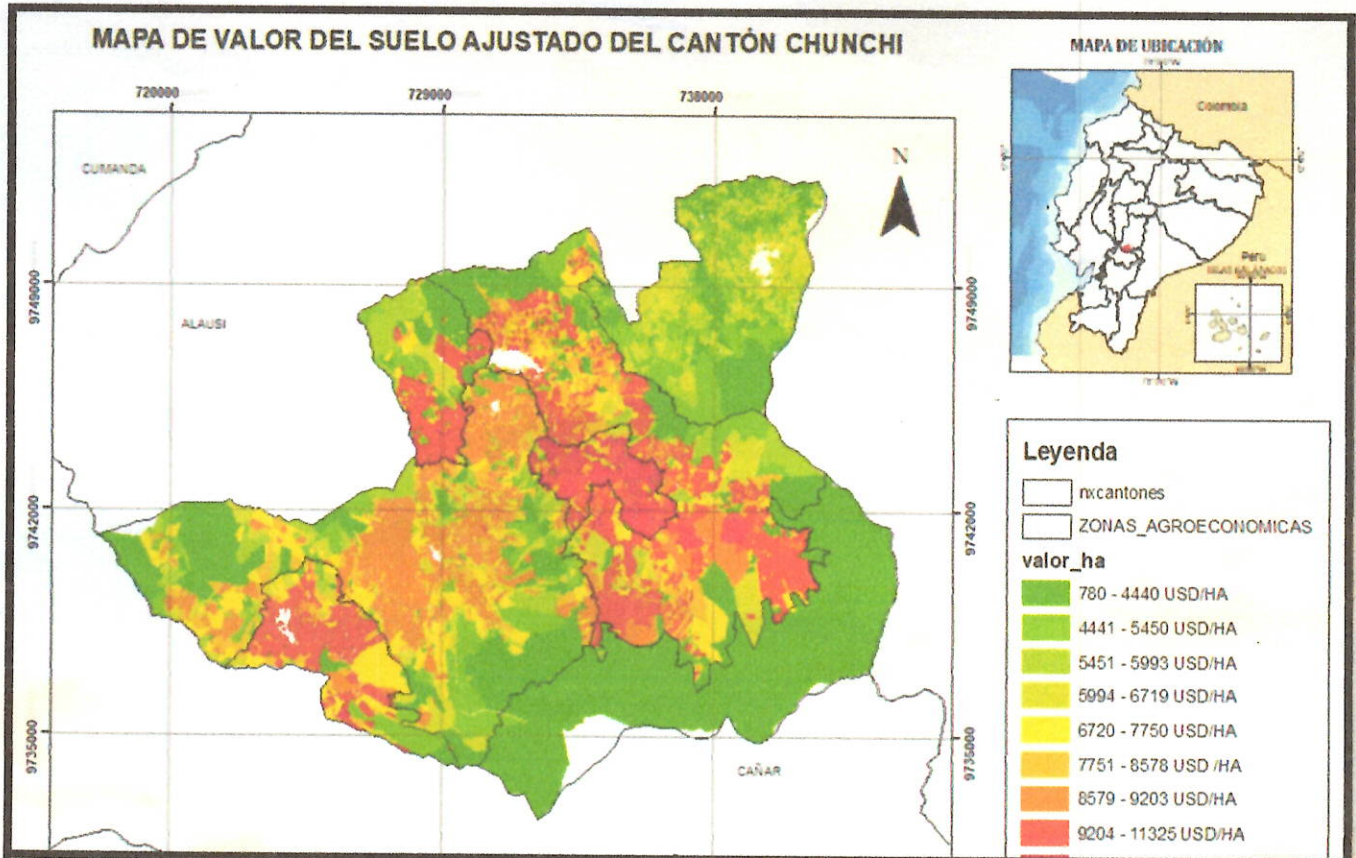 MAPA DE VALOR DEL SUELO AJUSTADO DEL CANTÓN CHUNCHI
720000
729000
738000
CUMANDA
N
9749000
9749000
ALAUSI
9742000
9742000
9735000
9735000
CAÑAR
MAPA DE UBICACIÓN
Colombia
Peru
Leyenda
nxcantones
ZONAS_AGROECONOMICAS
valor_ha
780 - 4440 USD/HA
4441 - 5450 USD/HA
5451 - 5993 USD/HA
5994 - 6719 USD/HA
6720 - 7750 USD/HA
7751 - 8578 USD /HA
8579 - 9203 USD/HA
9204 - 11325 USD/HA